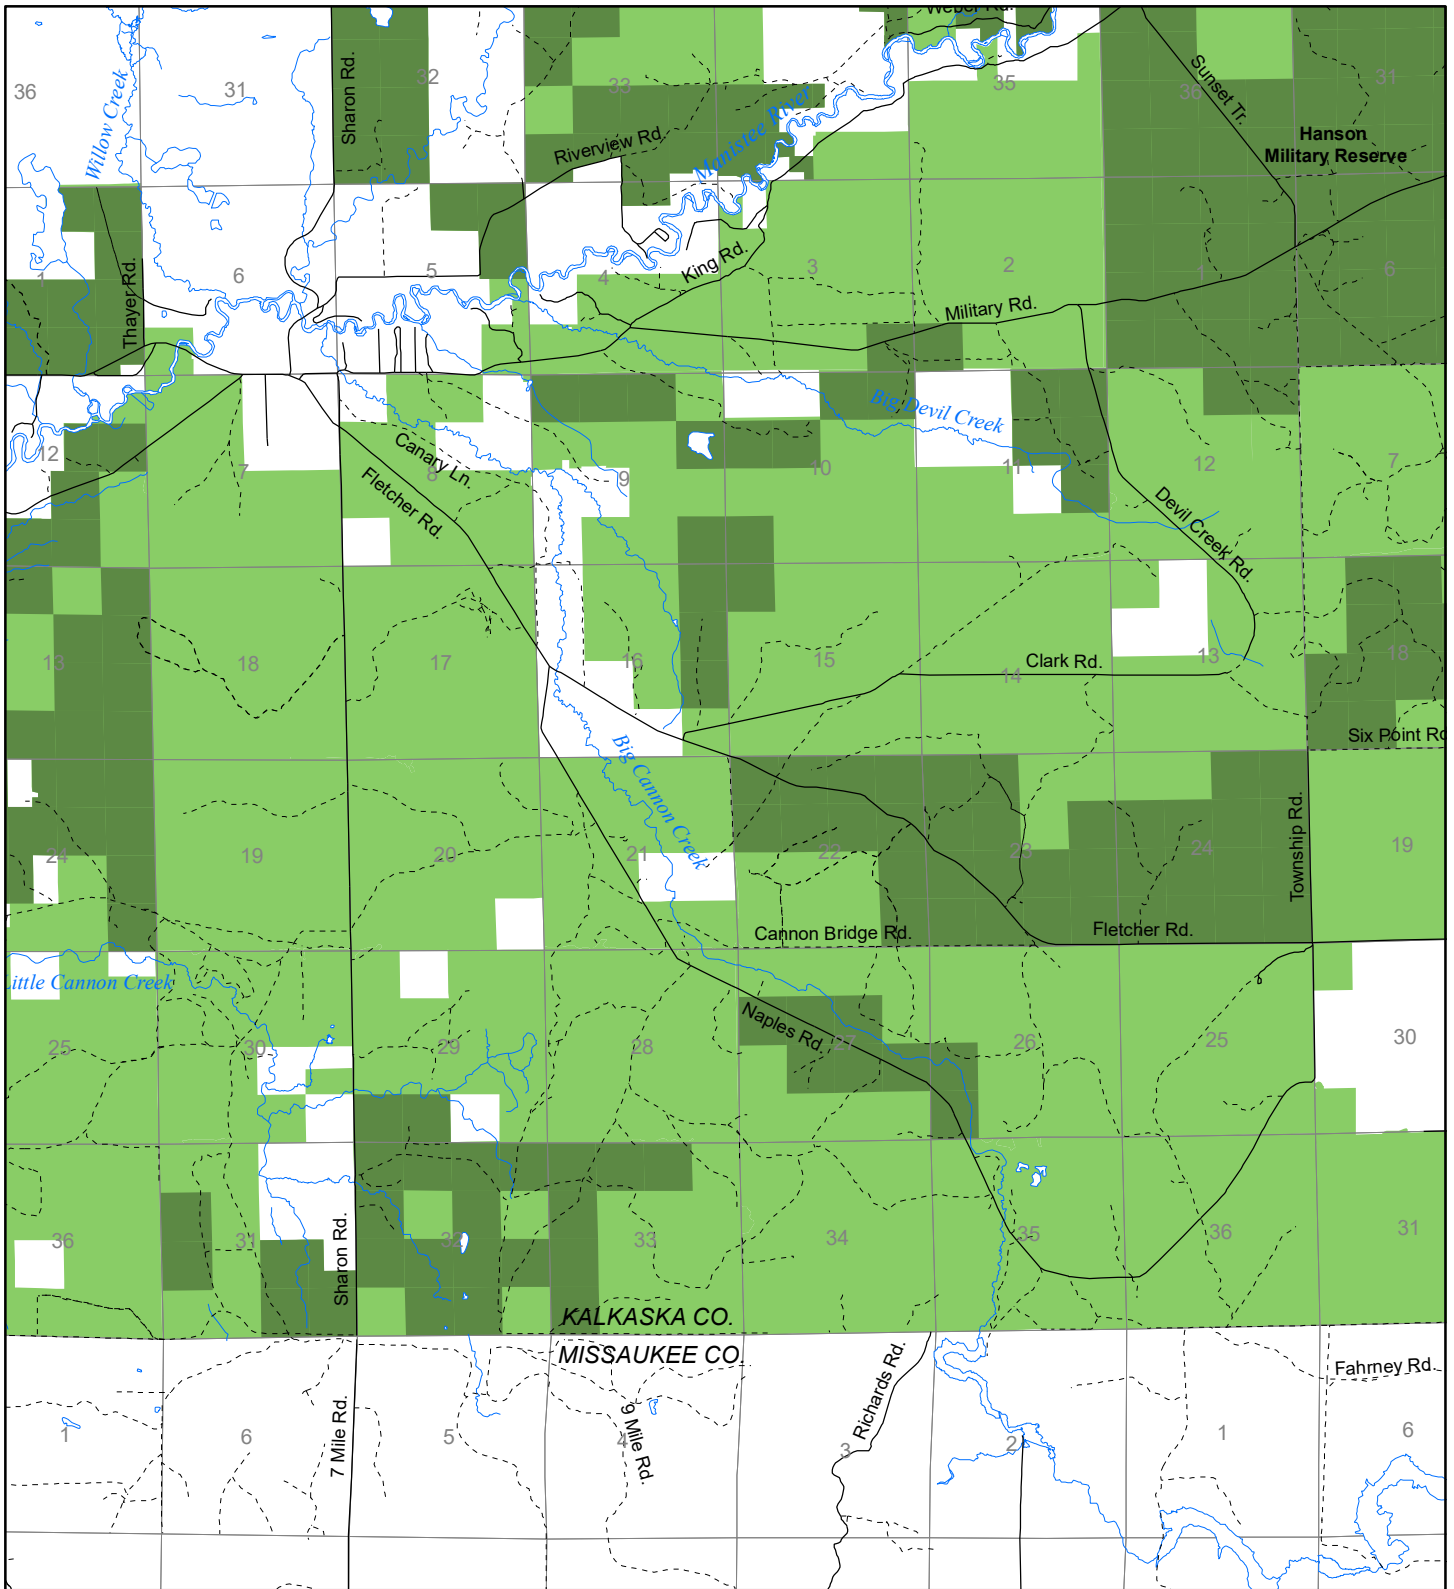 Weber Rd.
36
31
Sharon Rd.
32
33
35
36
Sunset Tr.
31
Willow Creek
Manistee River
Riverview Rd.
Hanson
Military Reserve
1
Thayer Rd.
6
5
4
King Rd.
3
2
1
6
Military Rd.
Big Devil Creek
12
7
Canary Ln.
8
Fletcher Rd.
9
10
11
12
7
Devil Creek Rd.
13
18
17
16
15
Clark Rd.
14
13
18
Six Point Rd
Big Cannon Creek
24
19
20
21
22
23
24
Township Rd.
19
Cannon Bridge Rd.
Fletcher Rd.
ittle Cannon Creek
25
30
29
28
Naples Rd.
27
26
25
30
36
31
Sharon Rd.
32
33
34
35
36
31
KALKASKA CO.
MISSAUKEE CO.
Richards Rd.
Fahrney Rd.
1
6
7 Mile Rd.
5
4
9 Mile Rd.
3
2
1
6